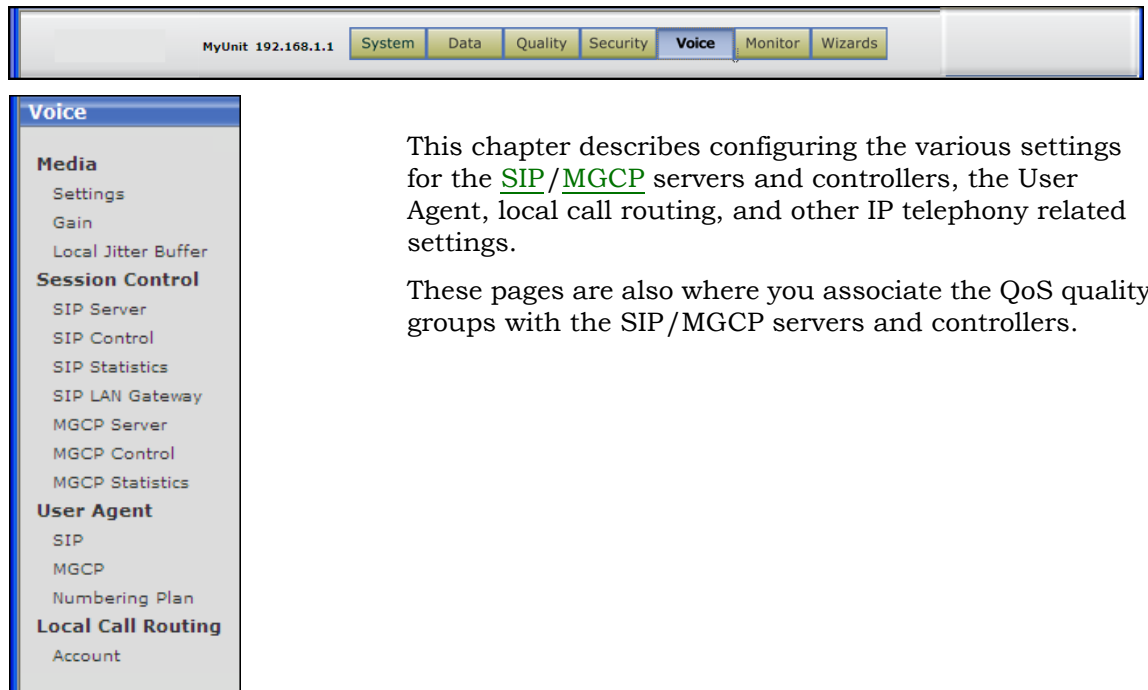 MyUnit 192.168.1.1 System Data Quality Security Voice Monitor Wizards
Voice
Media
Settings
Gain
Local Jitter Buffer
Session Control
SIP Server
SIP Control
SIP Statistics
SIP LAN Gateway
MGCP Server
MGCP Control
MGCP Statistics
User Agent
SIP
MGCP
Numbering Plan
Local Call Routing
Account
This chapter describes configuring the various settings
for the SIP/MGCP servers and controllers, the User
Agent, local call routing, and other IP telephony related
settings.
These pages are also where you associate the QoS quality
groups with the SIP/MGCP servers and controllers.